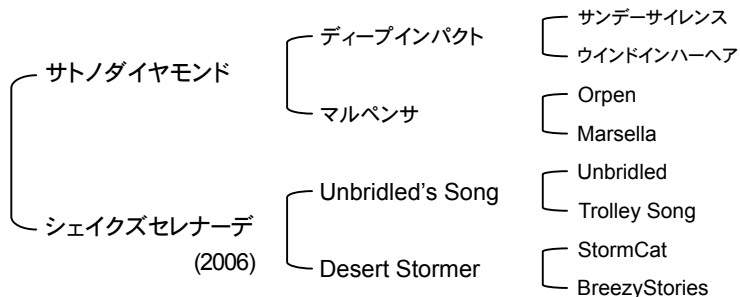 サトノダイヤモンド
ディープインパクト
サンデーサイレンス
ウインドインハーヘア
マルペンサ
Orpen
Marsella
シェイクズセレナーデ
(2006)
Unbridled's Song
Unbridled
Trolley Song
Desert Stormer
StormCat
BreezyStories